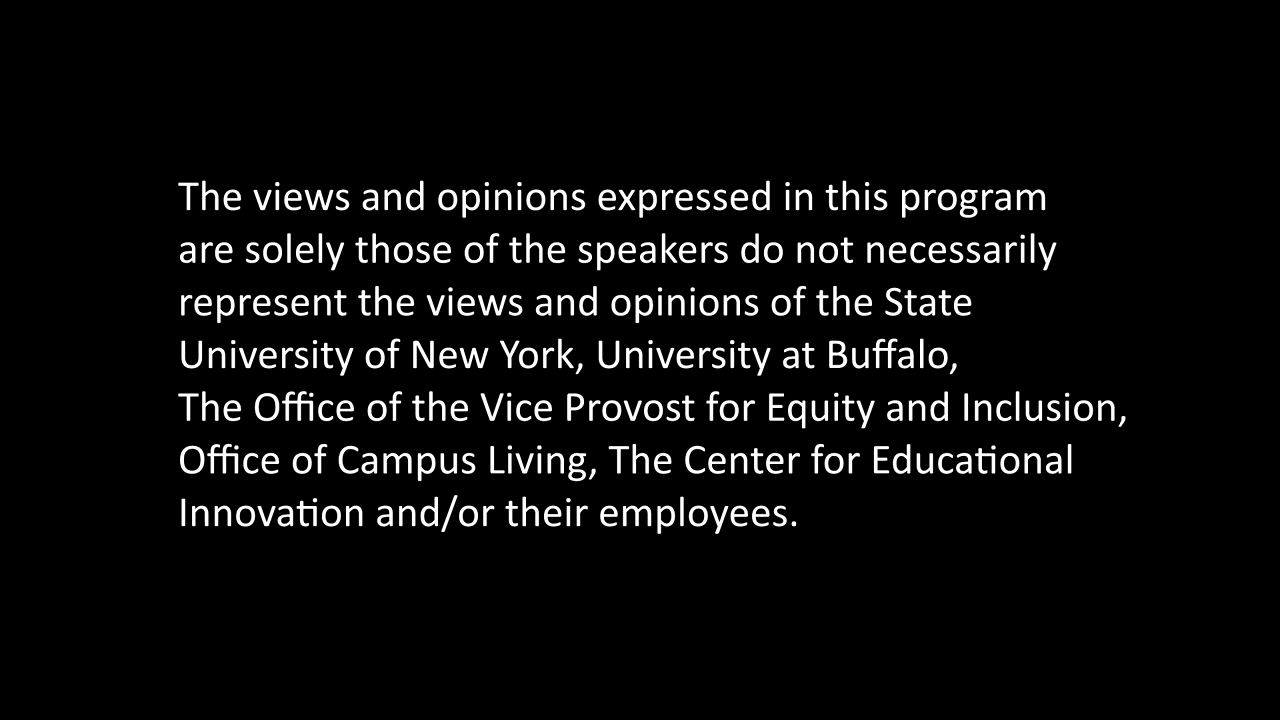 The views and opinions expressed in this program
are solely those of the speakers do not necessarily
represent the views and opinions of the State
University of New York, University at Buffalo,
The Office of the Vice Provost for Equity and Inclusion,
Office of Campus Living, The Center for Educational
Innovation and/or their employees.